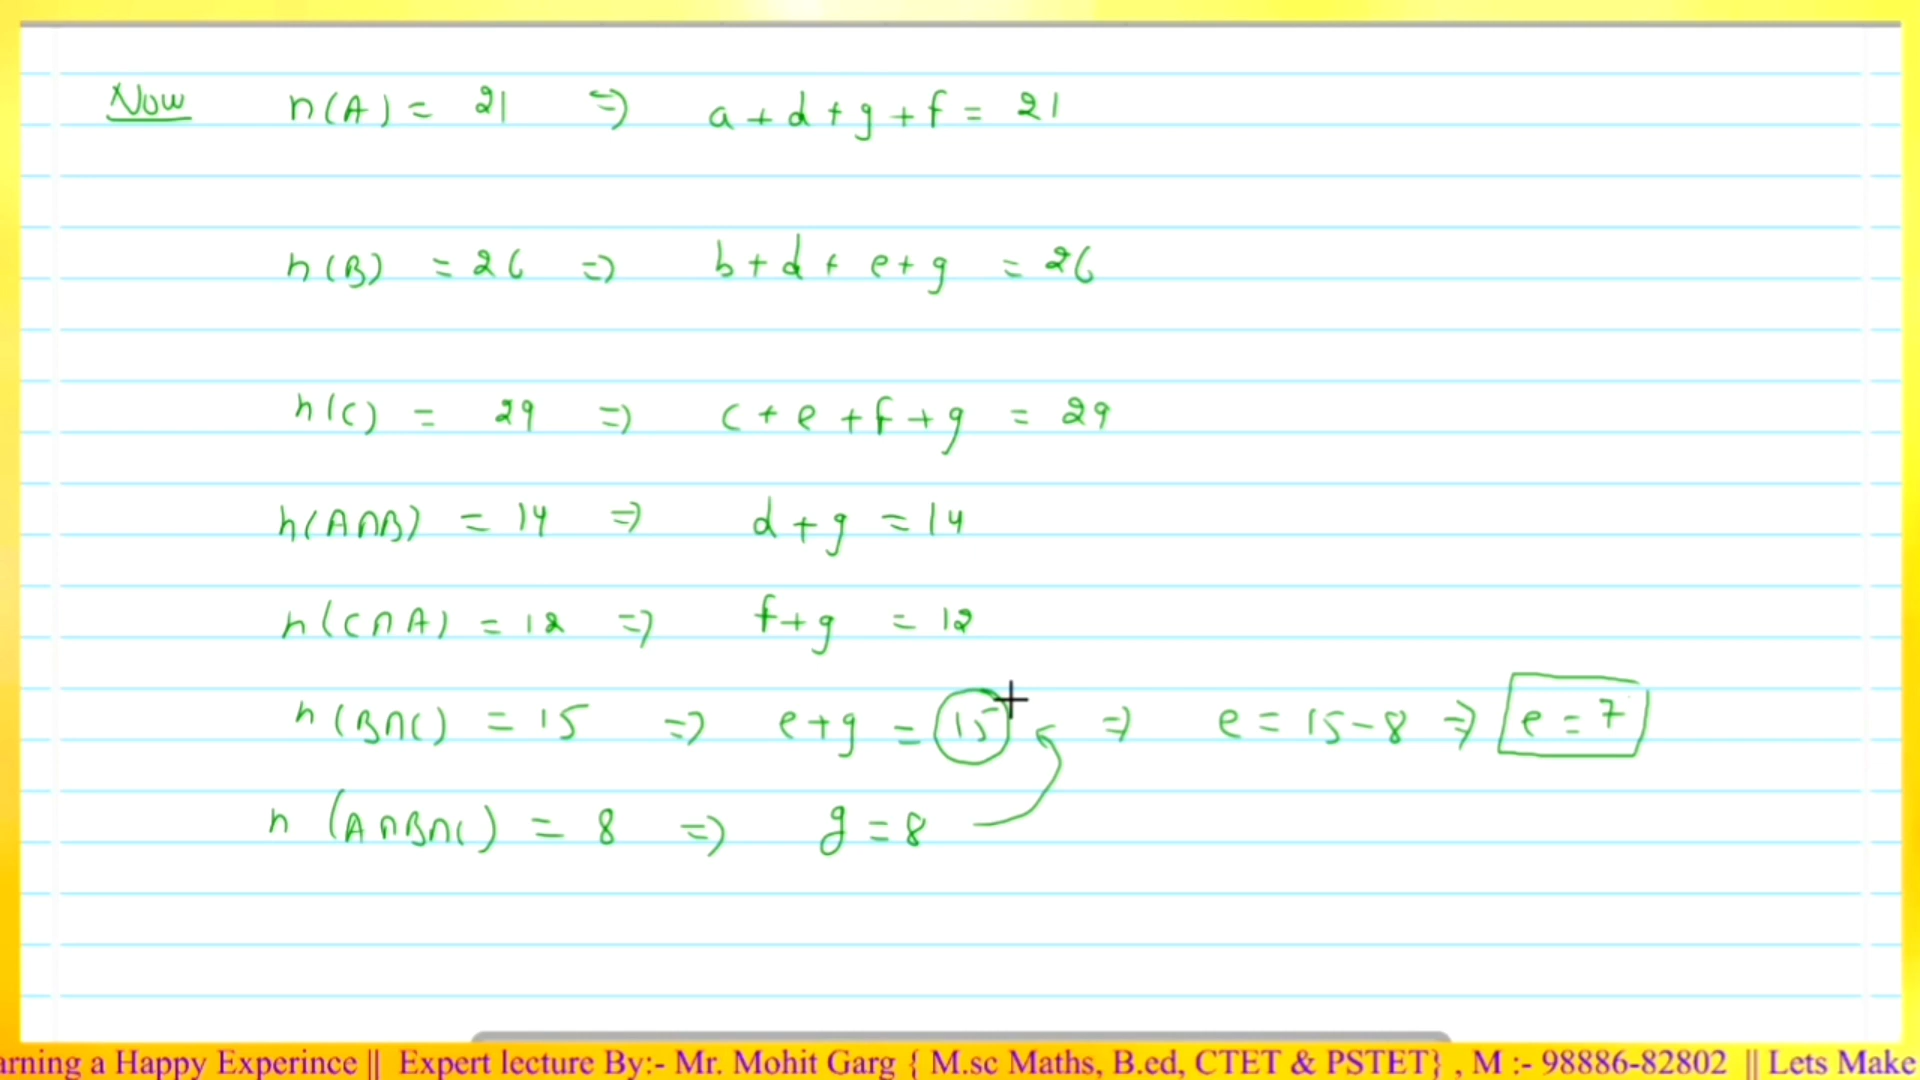 Now n(A) = 21 => a + d + g + f = 21
n(B) = 26 => b + d + e + g = 26
n(C) = 29 => c + e + f + g = 29
n(A∩B) = 14 => d + g = 14
n(C∩A) = 12 => f + g = 12
n(B∩C) = 15 => e + g = 15 => e = 15 - 8 => e = 7
n(A∩B∩C) = 8 => g = 8
arning a Happy Experince || Expert lecture By:- Mr. Mohit Garg { M.sc Maths, B.ed, CTET & PSTET} , M :- 98886-82802 || Lets Make